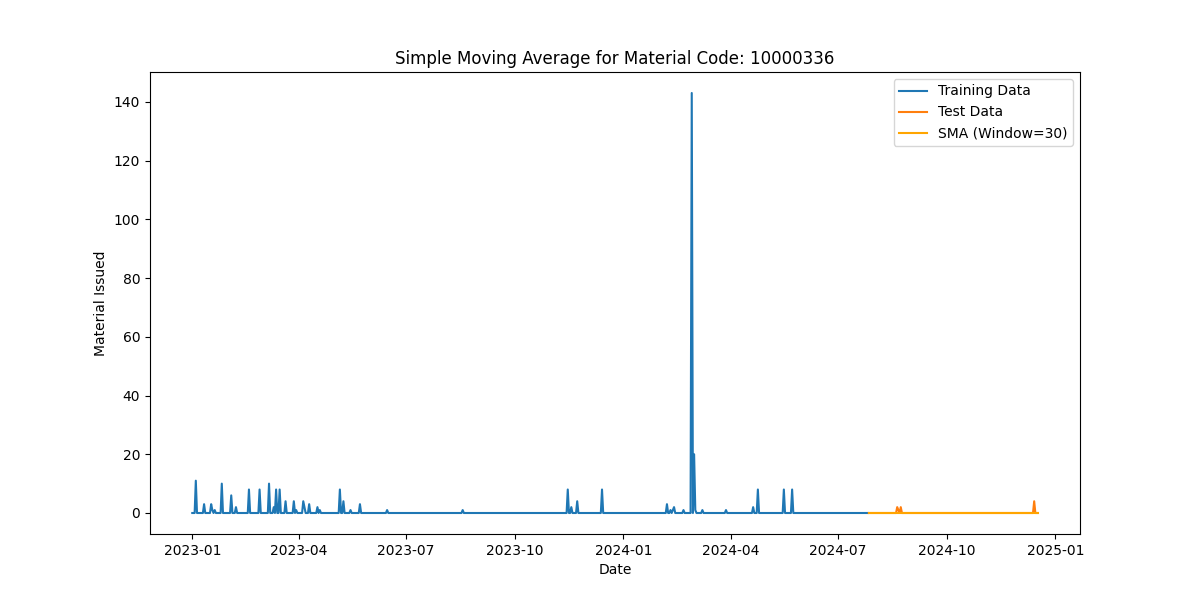 Simple Moving Average for Material Code: 10000336
Training Data
Test Data
SMA (Window=30)
Material Issued
140
120
100
80
60
40
20
0
2023-01 2023-04 2023-07 2023-10 2024-01 2024-04 2024-07 2024-10 2025-01
Date